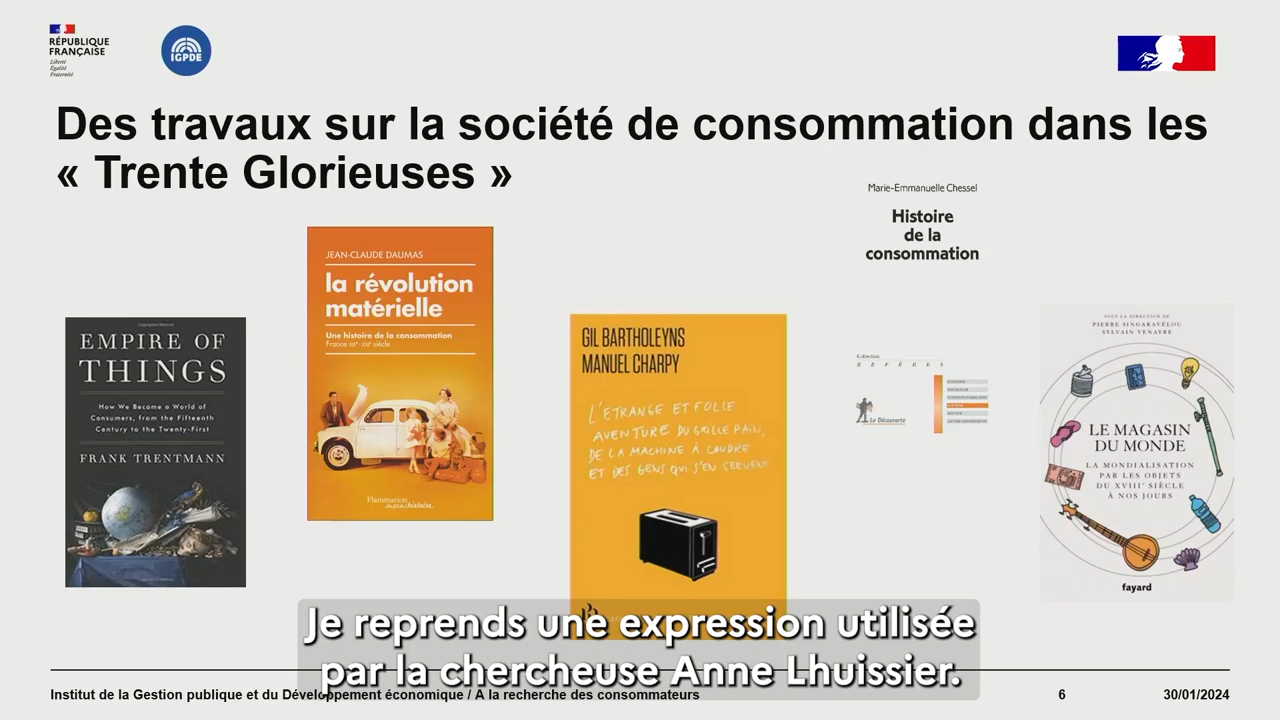 RÉPUBLIQUE
FRANÇAISE
Liberté
Égalité
Fraternité
IGPDE
Des travaux sur la société de consommation dans les
« Trente Glorieuses »
EMPIRE OF
THINGS
How We Became a World of
Consumers, from the Fifteenth
Century to the Twenty-First
FRANK TRENTMANN
JEAN-CLAUDE DAUMAS
la révolution
matérielle
Une histoire de la consommation
France XIXe-XXIe siècle
Flammarion
GIL BARTHOLEYNS
MANUEL CHARPY
L'ETRANGE ET FOLLE
AVENTURE DU GRILLE PAIN,
DE LA MACHINE À COUDRE
ET DES GENS QUI S'EN SERVENT
Marie-Emmanuelle Chessel
Histoire
de la
consommation
Collection
REPÈRES
La Découverte
SOUS LA DIRECTION DE
PIERRE SINGARAVÉLOU
SYLVAIN VENAYRE
LE MAGASIN
DU MONDE
LA MONDIALISATION
PAR LES OBJETS
DU XVIIIe SIÈCLE
À NOS JOURS
fayard
Je reprends une expression utilisée
par la chercheuse Anne Lhuissier.
Institut de la Gestion publique et du Développement économique / A la recherche des consommateurs
6
30/01/2024